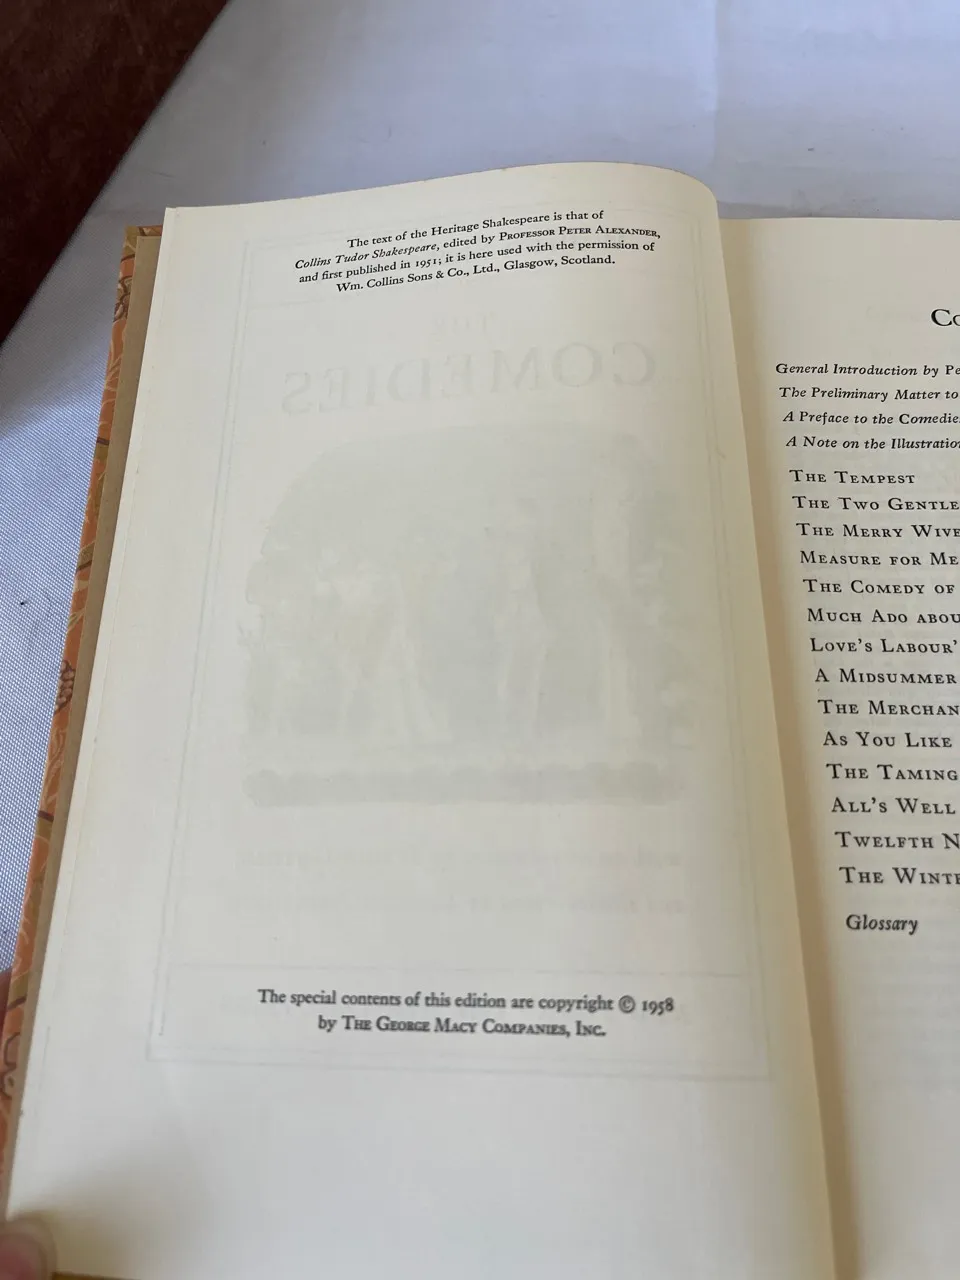 The text of the Heritage Shakespeare is that of
Collins Tudor Shakespeare, edited by Professor Peter Alexander,
and first published in 1951; it is here used with the permission of
Wm. Collins Sons & Co., Ltd., Glasgow, Scotland.
THE
COMEDIES
The special contents of this edition are copyright © 1958
by The George Macy Companies, Inc.
Co
General Introduction by Pe
The Preliminary Matter to
A Preface to the Comedie
A Note on the Illustration
The Tempest
The Two Gentle
The Merry Wive
Measure for Me
The Comedy of
Much Ado abou
Love's Labour'
A Midsummer
The Merchan
As You Like
The Taming
All's Well
Twelfth N
The Winte
Glossary